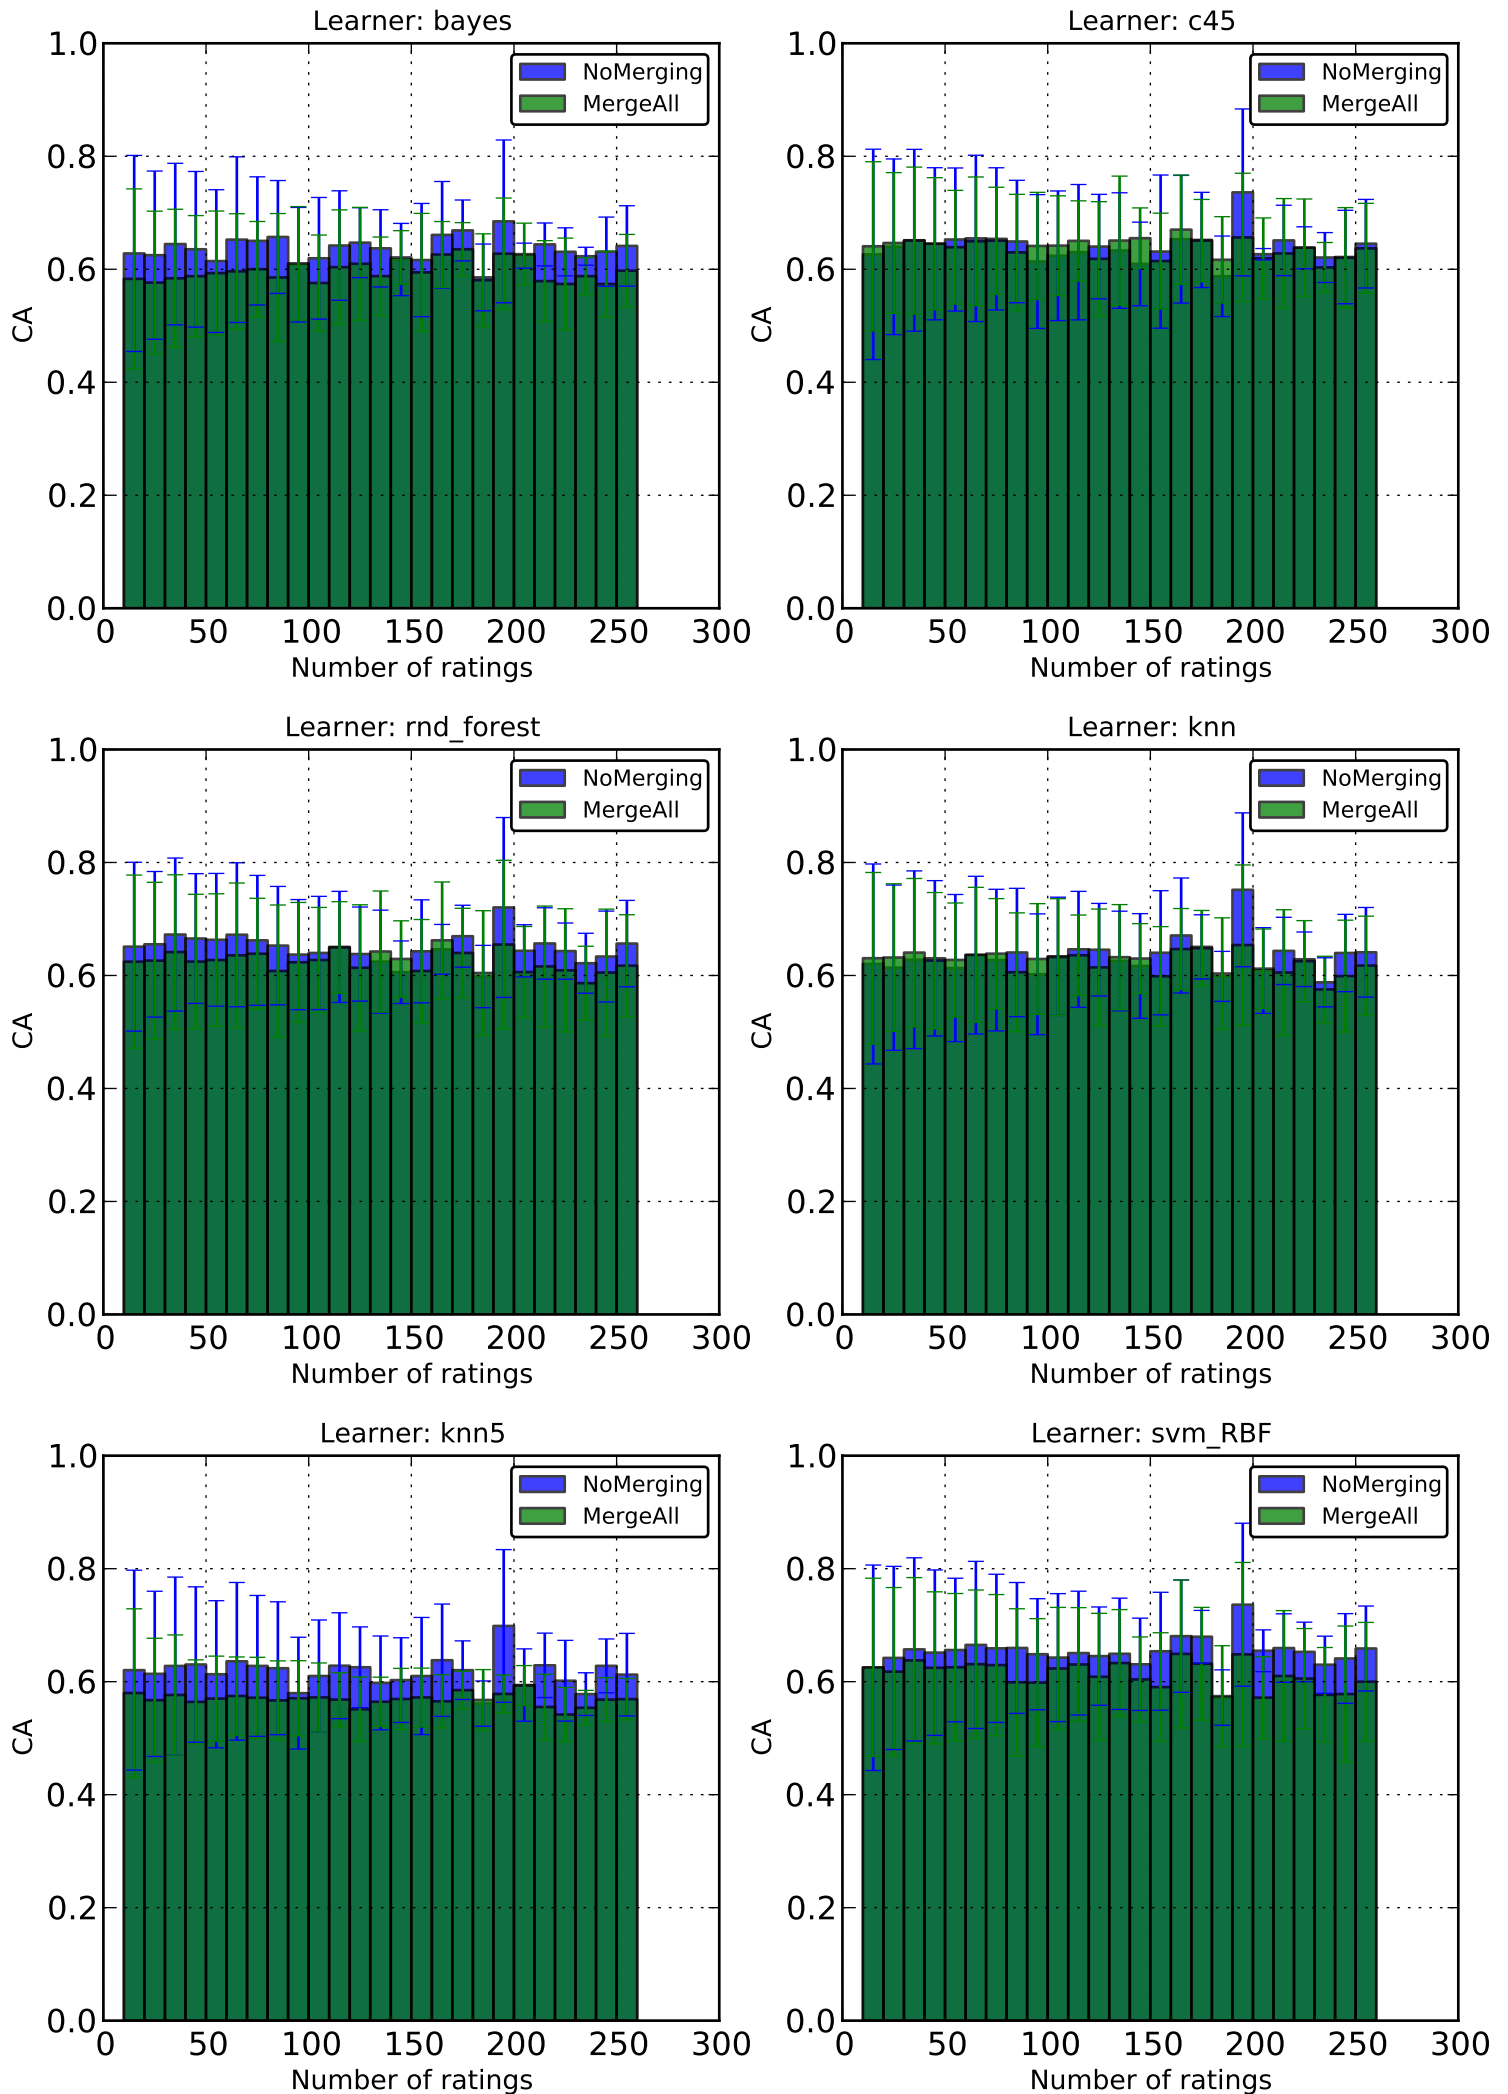 Learner: bayes
1.0
0.8
0.6
0.4
0.2
0.0
CA
NoMerging
MergeAll
0 50 100 150 200 250 300
Number of ratings
Learner: c45
1.0
0.8
0.6
0.4
0.2
0.0
CA
NoMerging
MergeAll
0 50 100 150 200 250 300
Number of ratings
Learner: rnd_forest
1.0
0.8
0.6
0.4
0.2
0.0
CA
NoMerging
MergeAll
0 50 100 150 200 250 300
Number of ratings
Learner: knn
1.0
0.8
0.6
0.4
0.2
0.0
CA
NoMerging
MergeAll
0 50 100 150 200 250 300
Number of ratings
Learner: knn5
1.0
0.8
0.6
0.4
0.2
0.0
CA
NoMerging
MergeAll
0 50 100 150 200 250 300
Number of ratings
Learner: svm_RBF
1.0
0.8
0.6
0.4
0.2
0.0
CA
NoMerging
MergeAll
0 50 100 150 200 250 300
Number of ratings